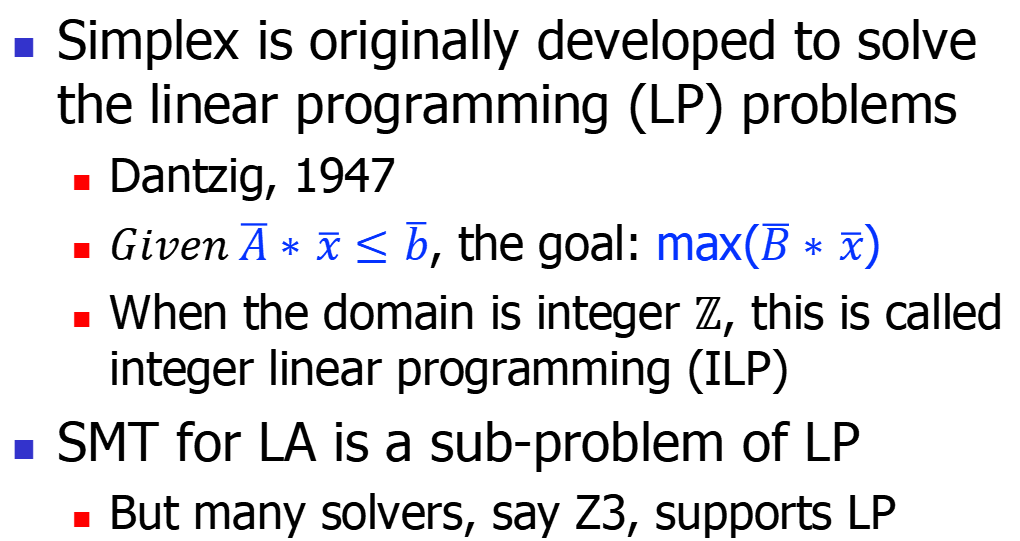 Simplex is originally developed to solve
the linear programming (LP) problems
Dantzig, 1947
Given A̅ ∗ x̅ ≤ b̅, the goal: max(B̅ ∗ x̅)
When the domain is integer ℤ, this is called
integer linear programming (ILP)
SMT for LA is a sub-problem of LP
But many solvers, say Z3, supports LP